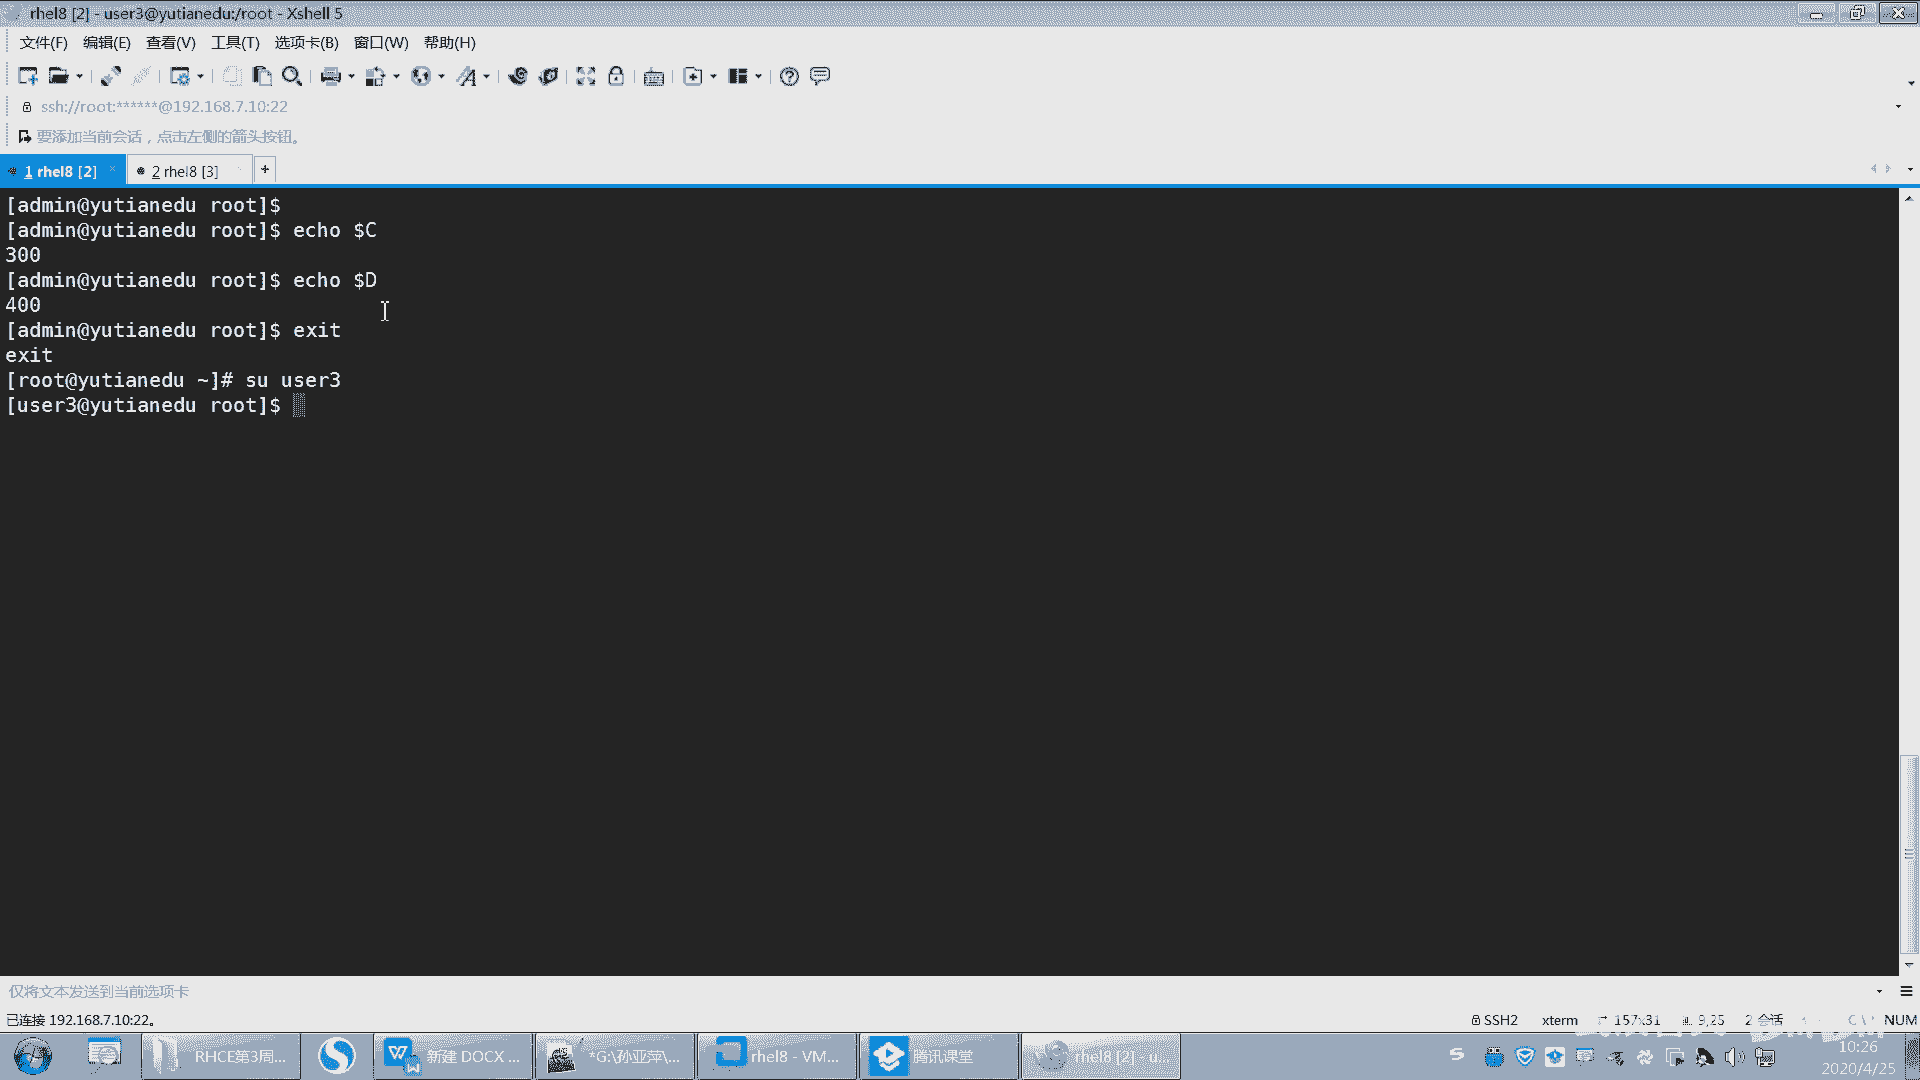 rhel8 [2] - user3@yutianedu:/root - Xshell 5
文件(F) 编辑(E) 查看(V) 工具(T) 选项卡(B) 窗口(W) 帮助(H)
ssh://root:******@192.168.7.10:22
要添加当前会话，点击左侧的箭头按钮。
1 rhel8 [2] 2 rhel8 [3] +
[admin@yutianedu root]$
[admin@yutianedu root]$ echo $C
300
[admin@yutianedu root]$ echo $D
400
[admin@yutianedu root]$ exit
exit
[root@yutianedu ~]# su user3
[user3@yutianedu root]$
仅将文本发送到当前选项卡
已连接 192.168.7.10:22。 SSH2 xterm 157x31 9,25 2 会话 NUM
RHCE第3周... 新建 DOCX ... *G:\孙亚萍\... rhel8 - VM... 腾讯课堂 rhel8 [2] - u...
10:26
2020/4/25